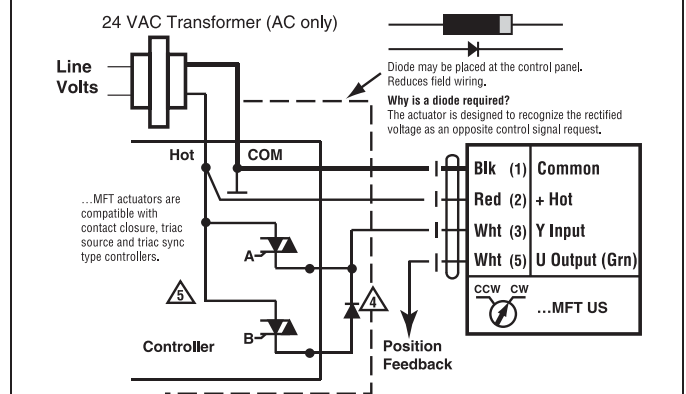 24 VAC Transformer (AC only)
Line
Volts
Diode may be placed at the control panel.
Reduces field wiring.
Why is a diode required?
The actuator is designed to recognize the rectified
voltage as an opposite control signal request.
Hot
COM
...MFT actuators are
compatible with
contact closure, triac
source and triac sync
type controllers.
A
5
B
4
Controller
Position
Feedback
Blk (1) Common
Red (2) + Hot
Wht (3) Y Input
Wht (5) U Output (Grn)
CCW CW
...MFT US